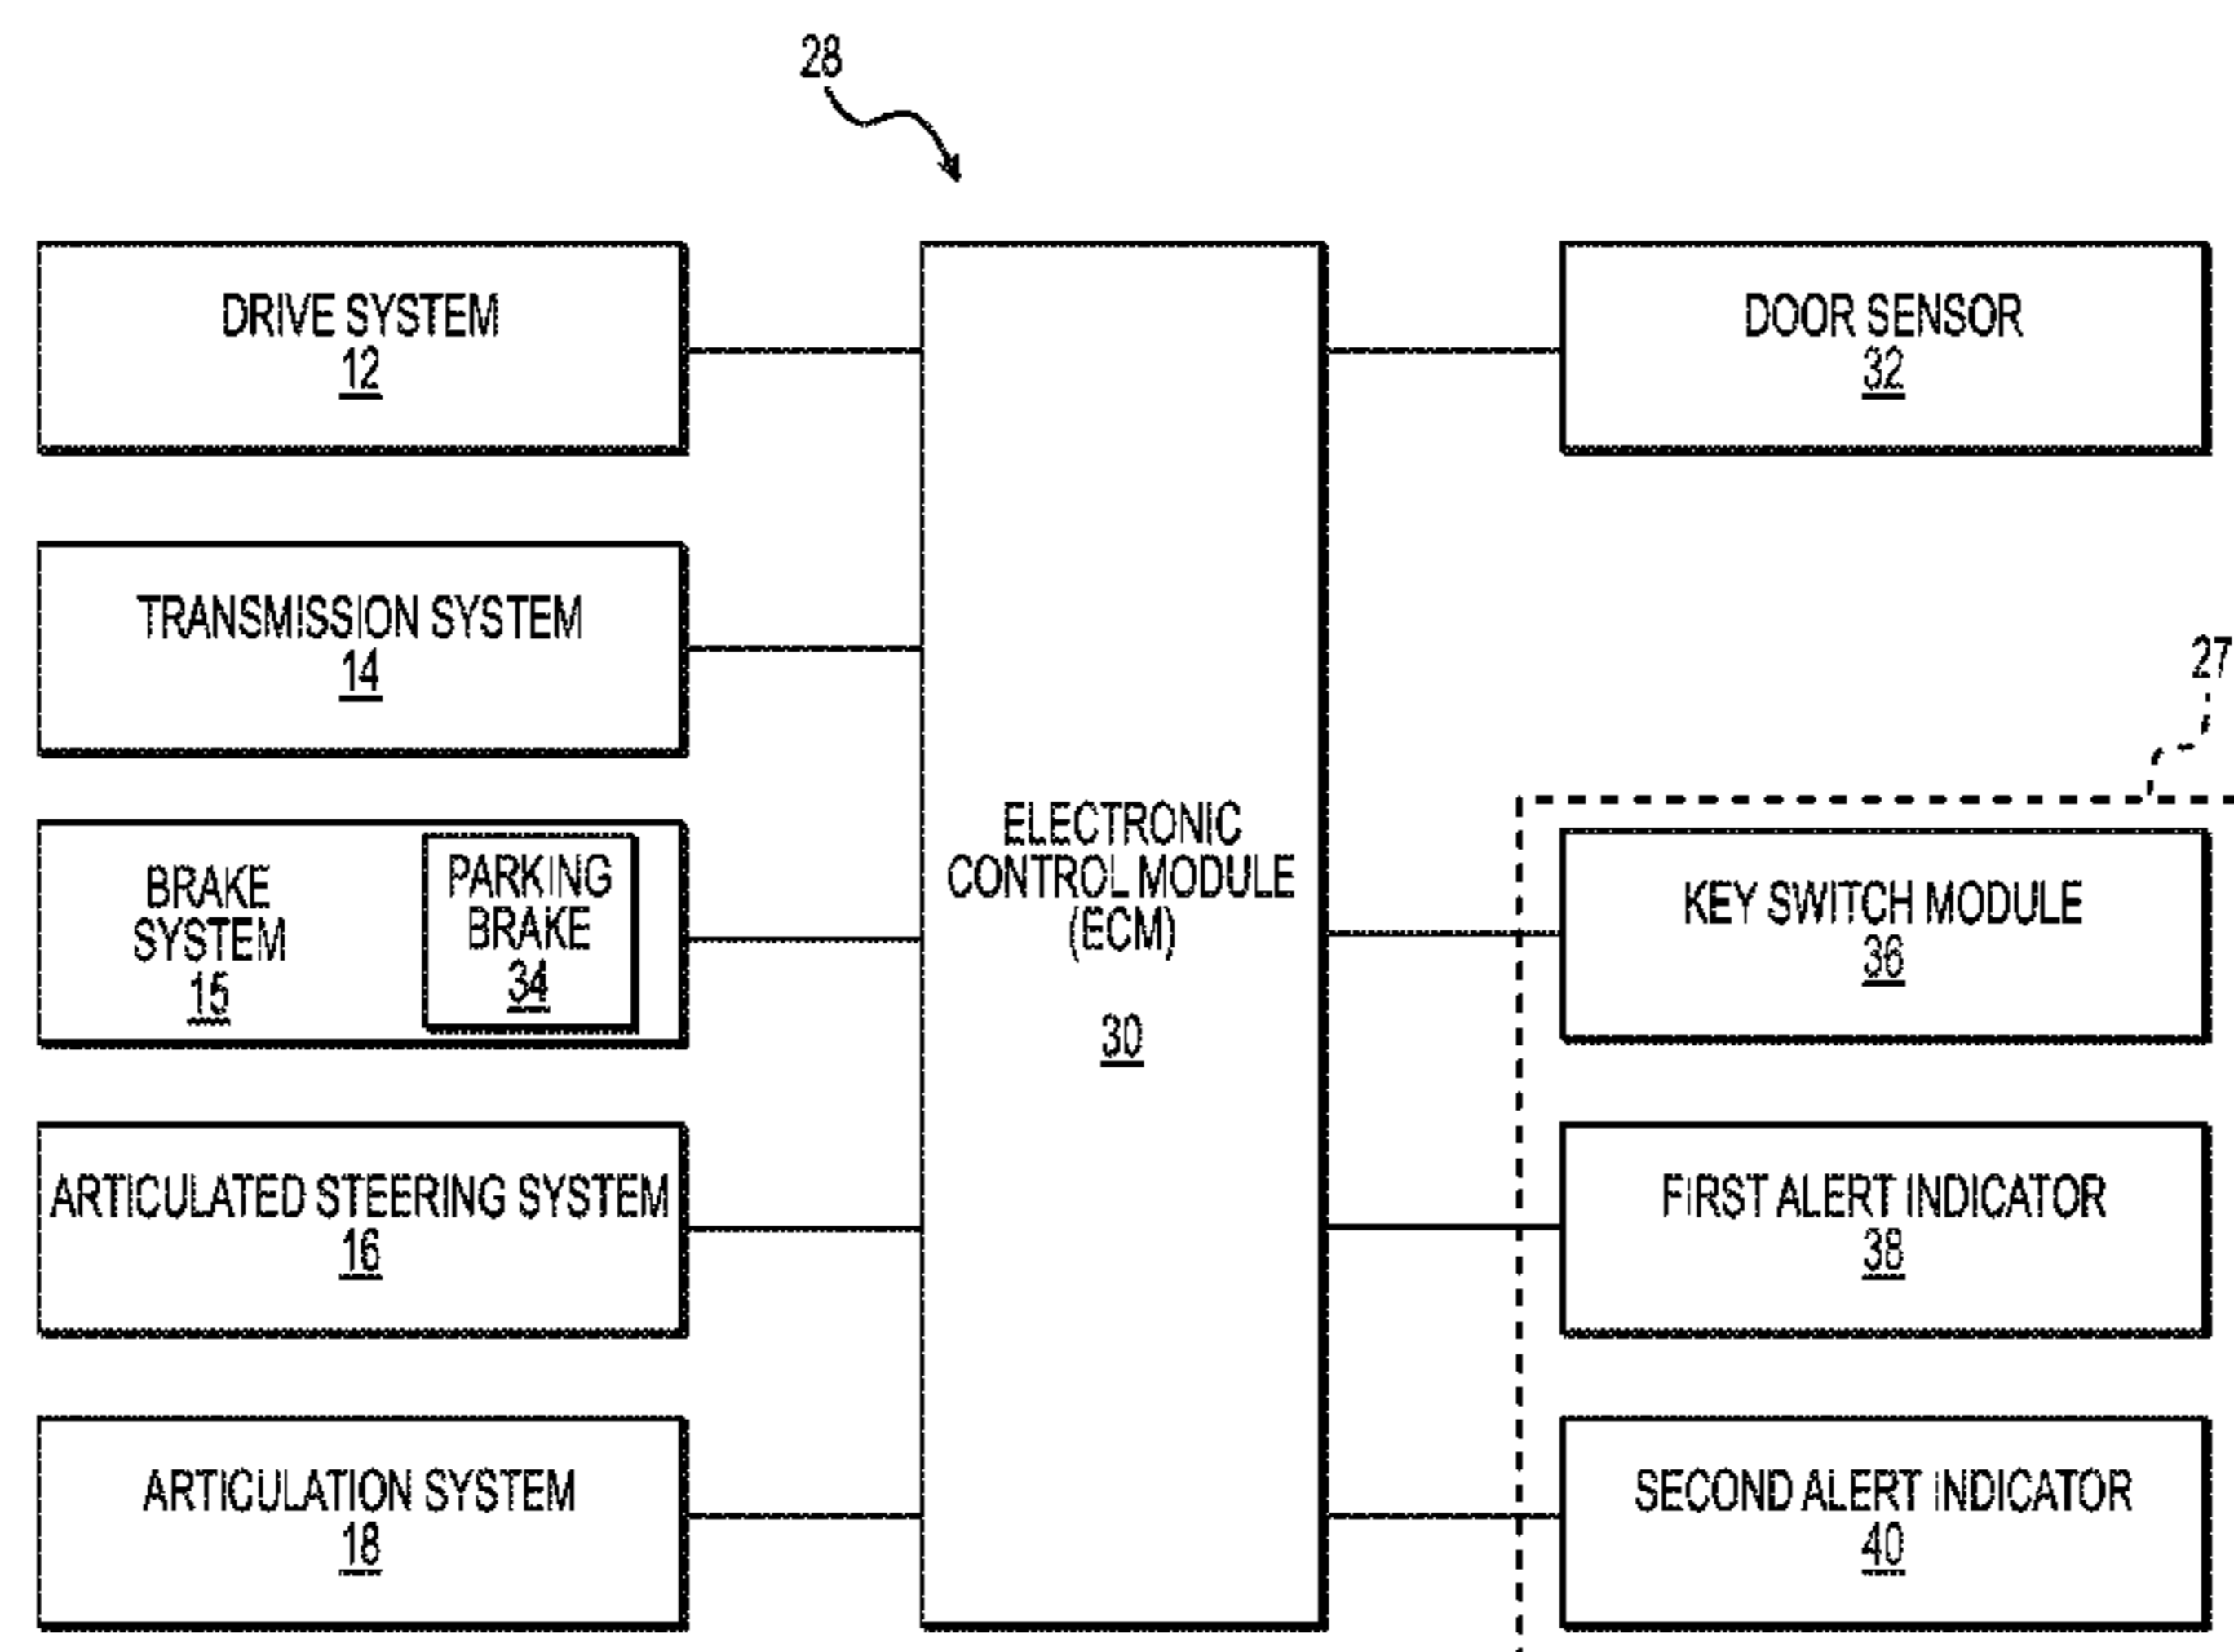 28
DRIVE SYSTEM
12
TRANSMISSION SYSTEM
14
BRAKE
SYSTEM
15
PARKING
BRAKE
34
ARTICULATED STEERING SYSTEM
16
ARTICULATION SYSTEM
18
ELECTRONIC
CONTROL MODULE
(ECM)
30
DOOR SENSOR
32
27
KEY SWITCH MODULE
36
FIRST ALERT INDICATOR
38
SECOND ALERT INDICATOR
40